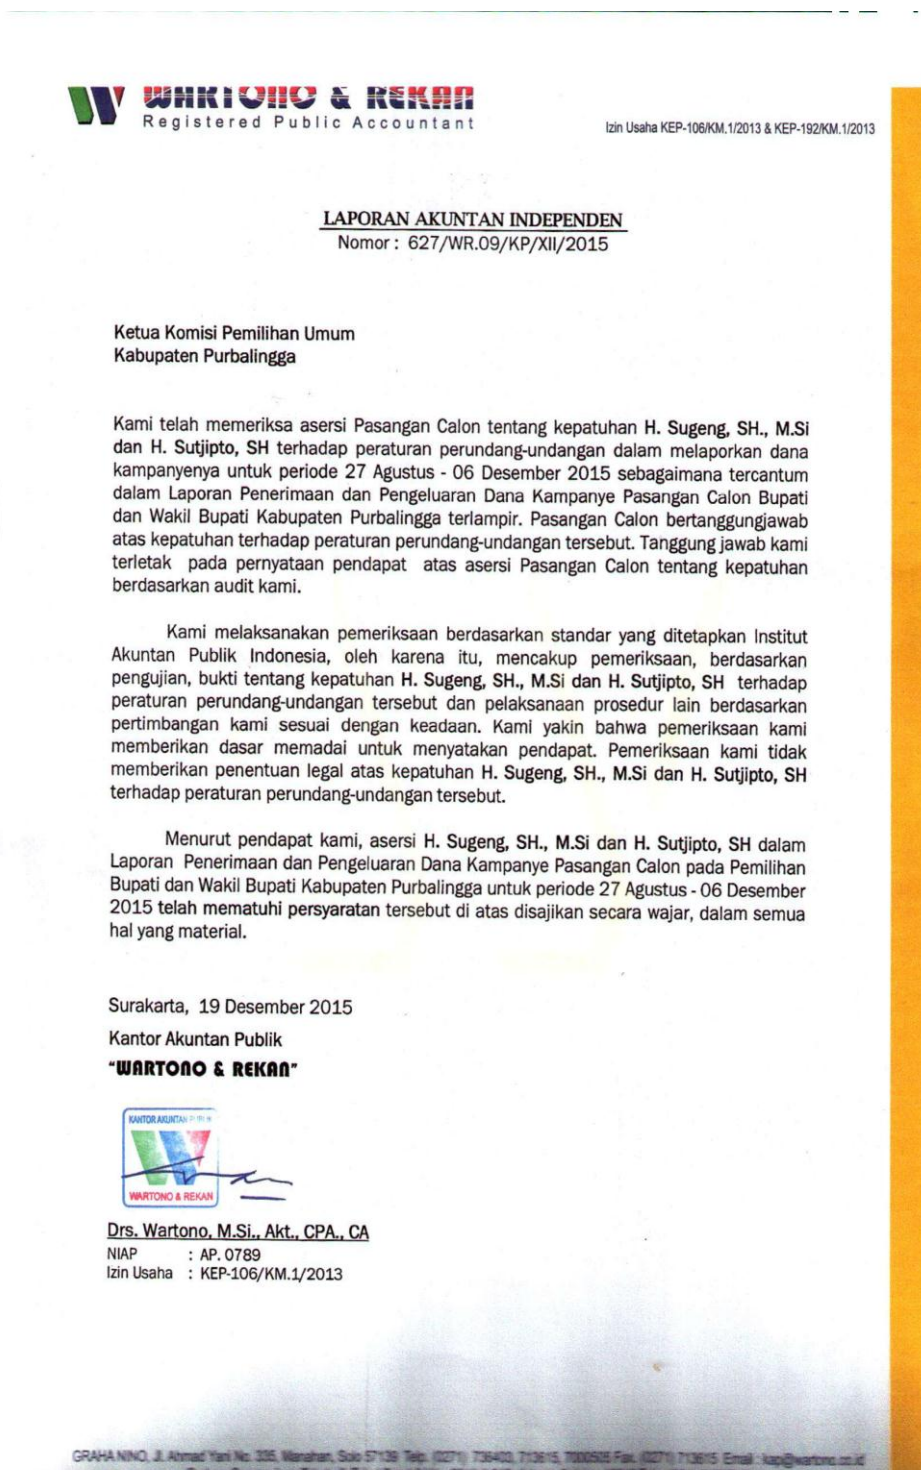 WARTONO & REKAN
Registered Public Accountant
Izin Usaha KEP-106/KM.1/2013 & KEP-192/KM.1/2013
LAPORAN AKUNTAN INDEPENDEN
Nomor : 627/WR.09/KP/XII/2015
Ketua Komisi Pemilihan Umum
Kabupaten Purbalingga
Kami telah memeriksa asersi Pasangan Calon tentang kepatuhan H. Sugeng, SH., M.Si
dan H. Sutjipto, SH terhadap peraturan perundang-undangan dalam melaporkan dana
kampanyenya untuk periode 27 Agustus - 06 Desember 2015 sebagaimana tercantum
dalam Laporan Penerimaan dan Pengeluaran Dana Kampanye Pasangan Calon Bupati
dan Wakil Bupati Kabupaten Purbalingga terlampir. Pasangan Calon bertanggungjawab
atas kepatuhan terhadap peraturan perundang-undangan tersebut. Tanggung jawab kami
terletak pada pernyataan pendapat atas asersi Pasangan Calon tentang kepatuhan
berdasarkan audit kami.
Kami melaksanakan pemeriksaan berdasarkan standar yang ditetapkan Institut
Akuntan Publik Indonesia, oleh karena itu, mencakup pemeriksaan, berdasarkan
pengujian, bukti tentang kepatuhan H. Sugeng, SH., M.Si dan H. Sutjipto, SH terhadap
peraturan perundang-undangan tersebut dan pelaksanaan prosedur lain berdasarkan
pertimbangan kami sesuai dengan keadaan. Kami yakin bahwa pemeriksaan kami
memberikan dasar memadai untuk menyatakan pendapat. Pemeriksaan kami tidak
memberikan penentuan legal atas kepatuhan H. Sugeng, SH., M.Si dan H. Sutjipto, SH
terhadap peraturan perundang-undangan tersebut.
Menurut pendapat kami, asersi H. Sugeng, SH., M.Si dan H. Sutjipto, SH dalam
Laporan Penerimaan dan Pengeluaran Dana Kampanye Pasangan Calon pada Pemilihan
Bupati dan Wakil Bupati Kabupaten Purbalingga untuk periode 27 Agustus - 06 Desember
2015 telah mematuhi persyaratan tersebut di atas disajikan secara wajar, dalam semua
hal yang material.
Surakarta, 19 Desember 2015
Kantor Akuntan Publik
"WARTONO & REKAN"
KANTOR AKUNTAN PUBLIK
WARTONO & REKAN
Drs. Wartono, M.Si., Akt., CPA., CA
NIAP : AP. 0789
Izin Usaha : KEP-106/KM.1/2013
GRAHA NINO, Jl. Ahmad Yani No. 335, Manahan, Solo 57139 Telp. (0271) 713615, Fax. (0271) 713615 Email : kap@wartono.co.id